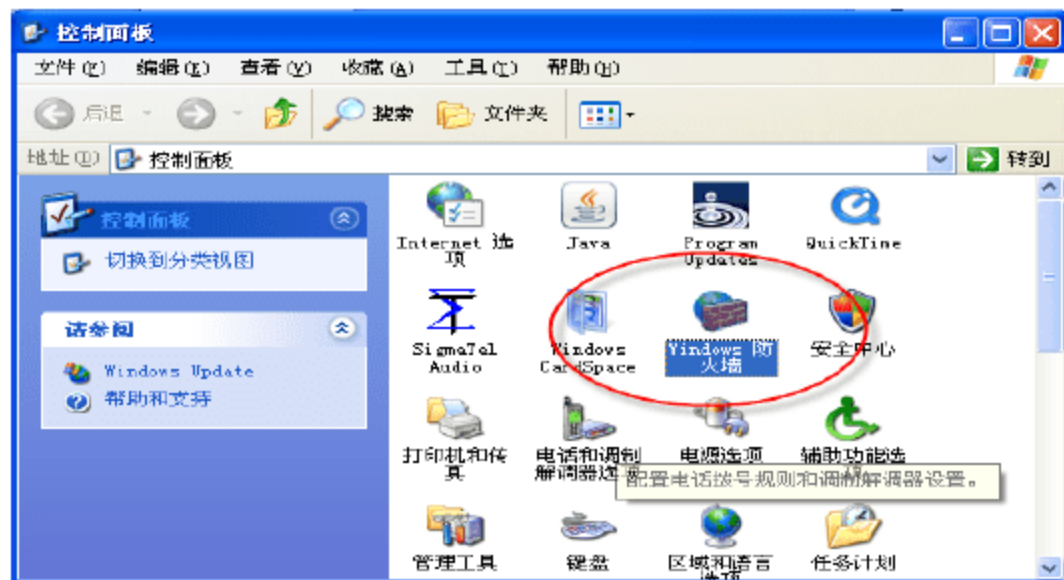 控制面板
文件(F) 编辑(E) 查看(V) 收藏(A) 工具(T) 帮助(H)
后退 搜索 文件夹
地址(D) 控制面板 转到
控制面板
切换到分类视图
请参阅
Windows Update
帮助和支持
Internet 选项
Java
Program Updates
QuickTime
SigmaTel Audio
Windows CardSpace
Windows 防火墙
安全中心
打印机和传真
电话和调制解调器选项
电源选项
辅助功能选
配置电话拨号规则和调制解调器设置。
管理工具
键盘
区域和语言选项
任务计划